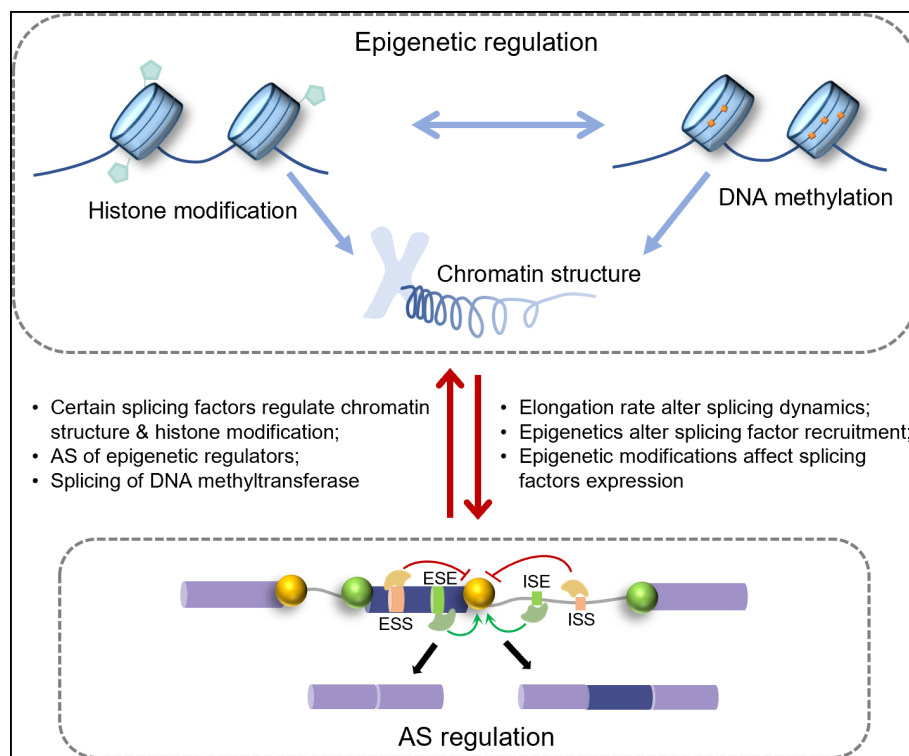 Epigenetic regulation
Histone modification
DNA methylation
Chromatin structure
• Certain splicing factors regulate chromatin
structure & histone modification;
• AS of epigenetic regulators;
• Splicing of DNA methyltransferase
• Elongation rate alter splicing dynamics;
• Epigenetics alter splicing factor recruitment;
• Epigenetic modifications affect splicing
factors expression
ESE
ISE
ESS
ISS
AS regulation